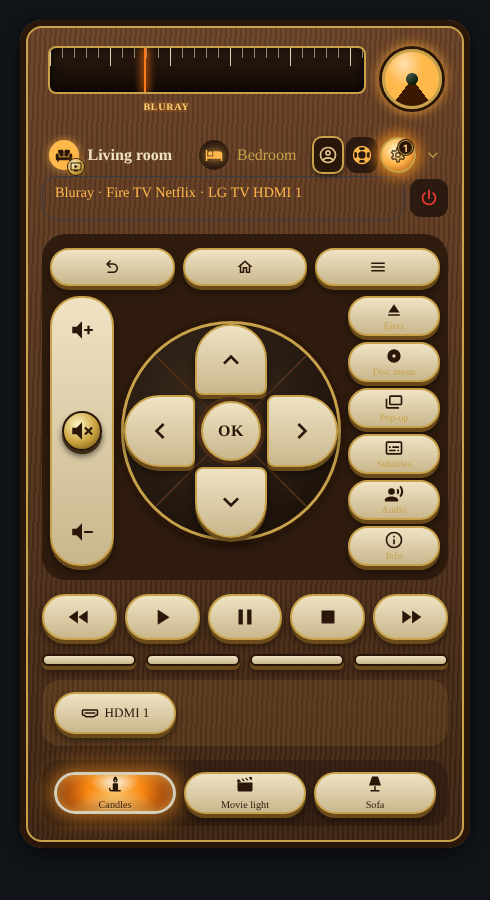 BLURAY
Living room
Bedroom
1
Bluray · Fire TV Netflix · LG TV HDMI 1
Eject
Disc menu
Pop-up
OK
Subtitles
Audio
Info
HDMI 1
Candles
Movie light
Sofa